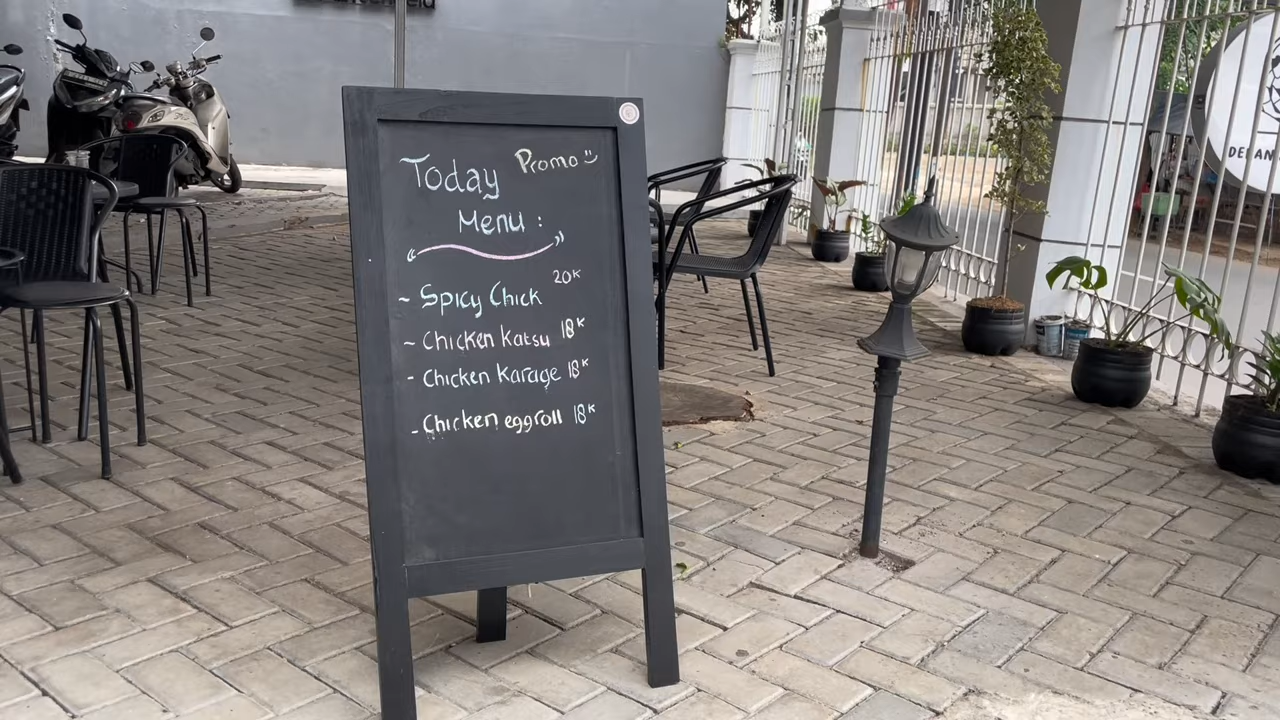 Today Promo
Menu :
~ Spicy Chick 20K
~ Chicken Katsu 18K
- Chicken Karage 18K
- Chicken eggroll 18K